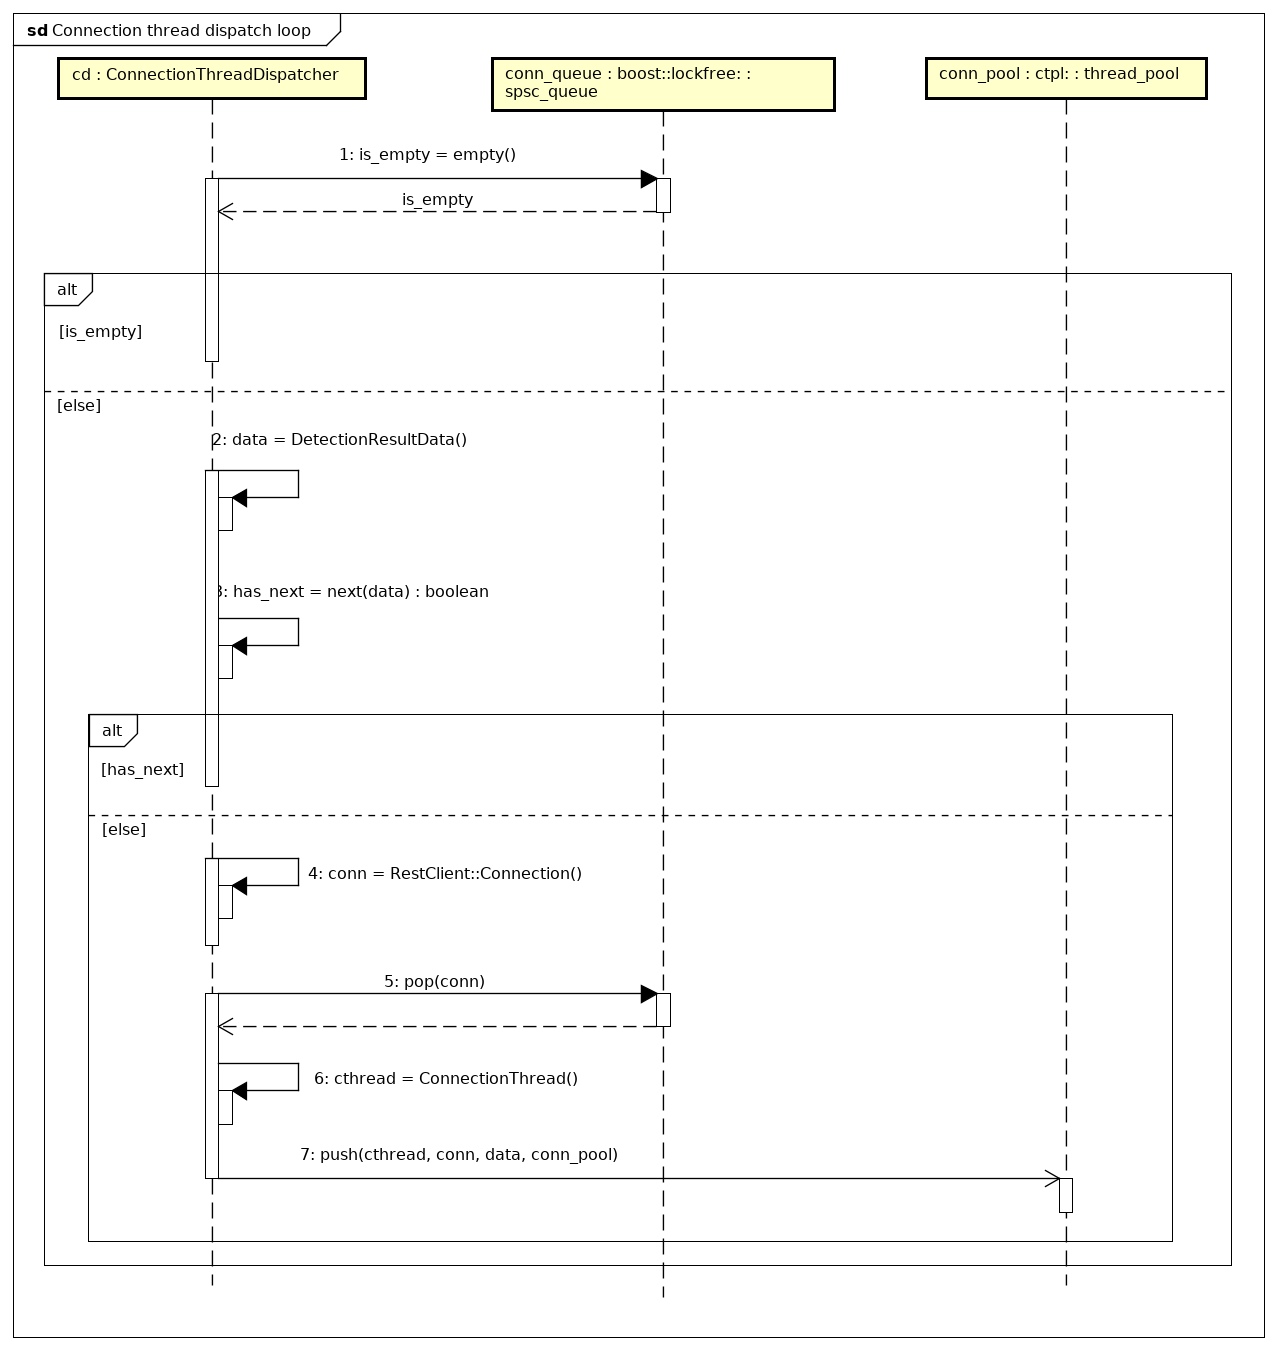 sd Connection thread dispatch loop
cd : ConnectionThreadDispatcher
conn_queue : boost::lockfree: :
spsc_queue
conn_pool : ctpl: : thread_pool
1: is_empty = empty()
is_empty
alt
[is_empty]
[else]
2: data = DetectionResultData()
3: has_next = next(data) : boolean
alt
[has_next]
[else]
4: conn = RestClient::Connection()
5: pop(conn)
6: cthread = ConnectionThread()
7: push(cthread, conn, data, conn_pool)